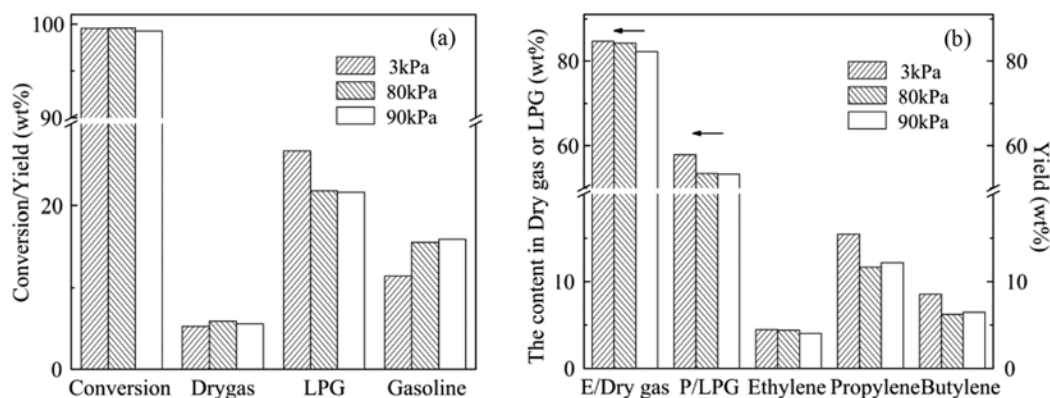 (a)
Conversion/Yield (wt%)
100
90
20
0
3kPa
80kPa
90kPa
Conversion Drygas LPG Gasoline
(b)
The content in Dry gas or LPG (wt%)
80
60
10
0
3kPa
80kPa
90kPa
80
60
10
0
Yield (wt%)
E/Dry gas P/LPG Ethylene Propylene Butylene